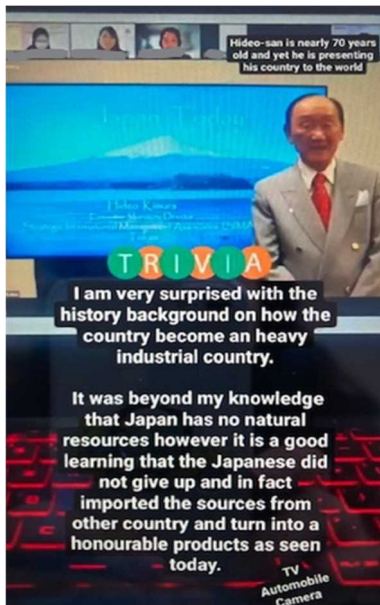 Hideo-san is nearly 70 years
old and yet he is presenting
his country to the world
Japan Today
Hideo Kimura
TRIVIA
I am very surprised with the
history background on how the
country become an heavy
industrial country.
It was beyond my knowledge
that Japan has no natural
resources however it is a good
learning that the Japanese did
not give up and in fact
imported the sources from
other country and turn into a
honourable products as seen
today.
TV
Automobile
Camera